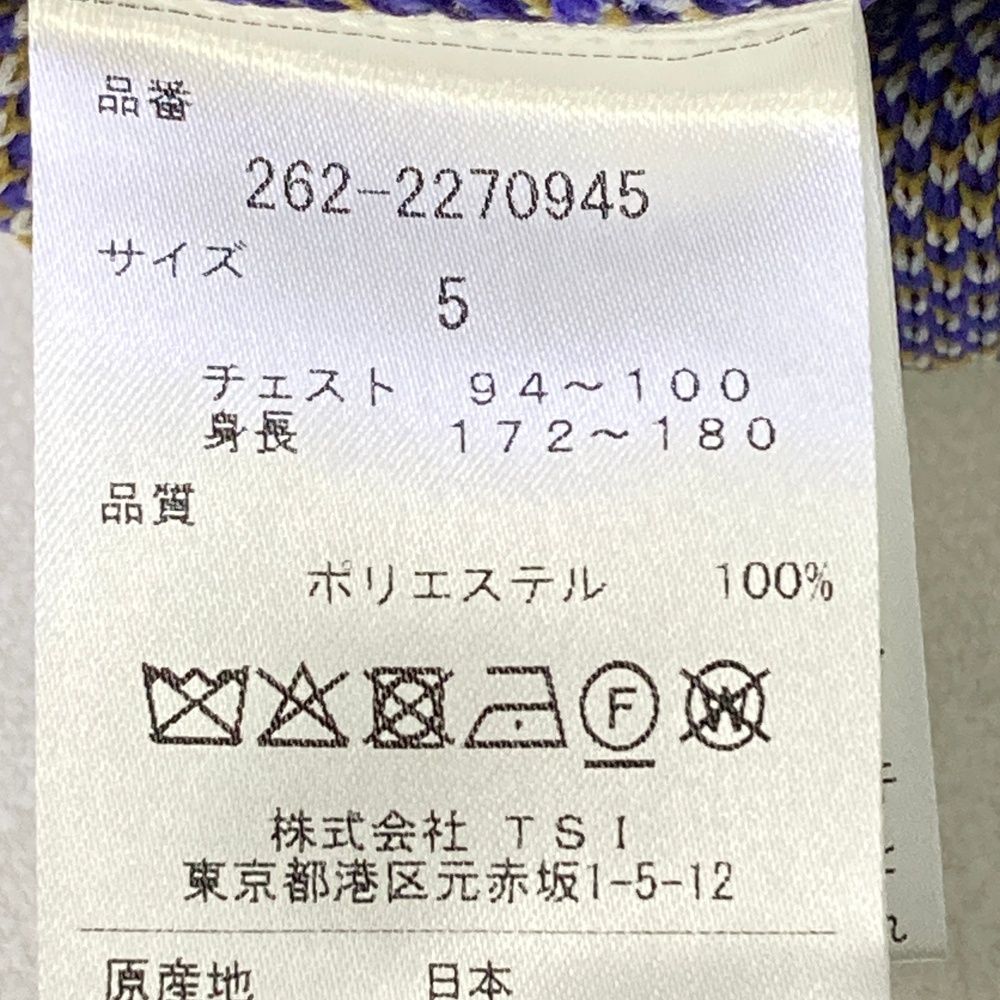 品番
262-2270945
サイズ
5
チェスト　９４～１００
身長　１７２～１８０
品質
ポリエステル　100%
F
W
株式会社 ＴＳＩ
東京都港区元赤坂1-5-12
原産地　日本